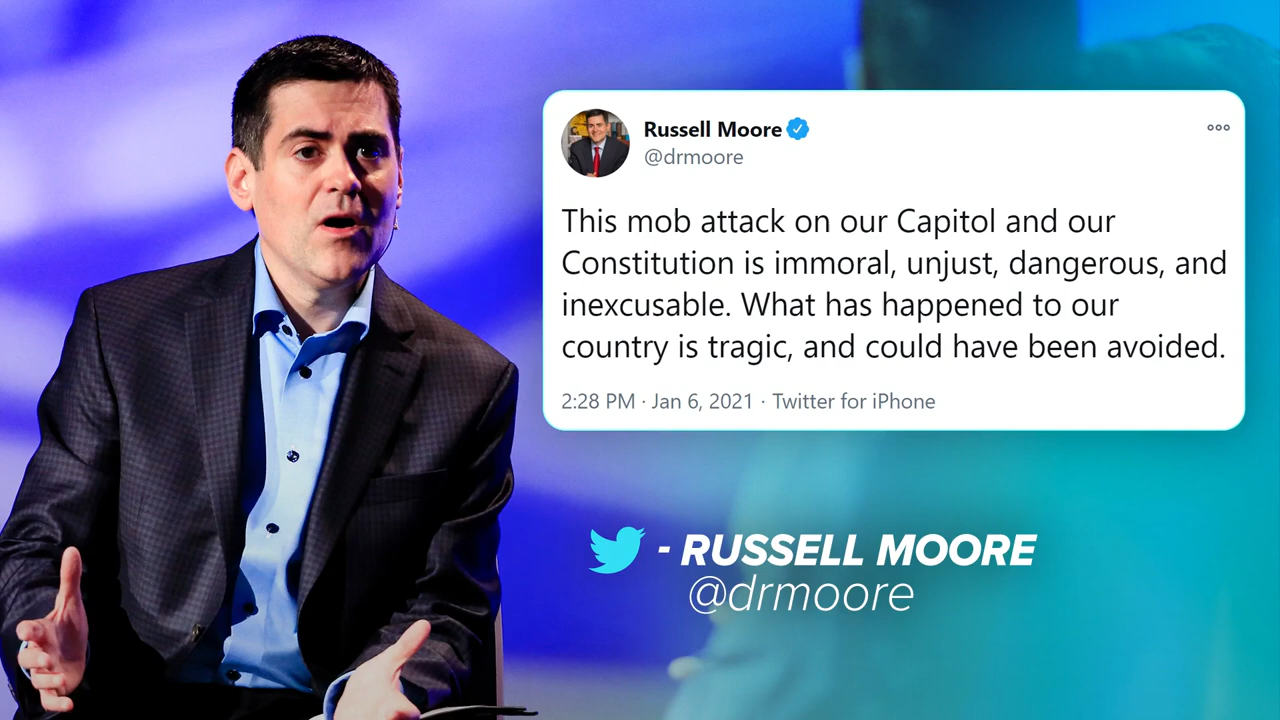 Russell Moore
@drmoore
This mob attack on our Capitol and our
Constitution is immoral, unjust, dangerous, and
inexcusable. What has happened to our
country is tragic, and could have been avoided.
2:28 PM · Jan 6, 2021 · Twitter for iPhone
- RUSSELL MOORE
@drmoore